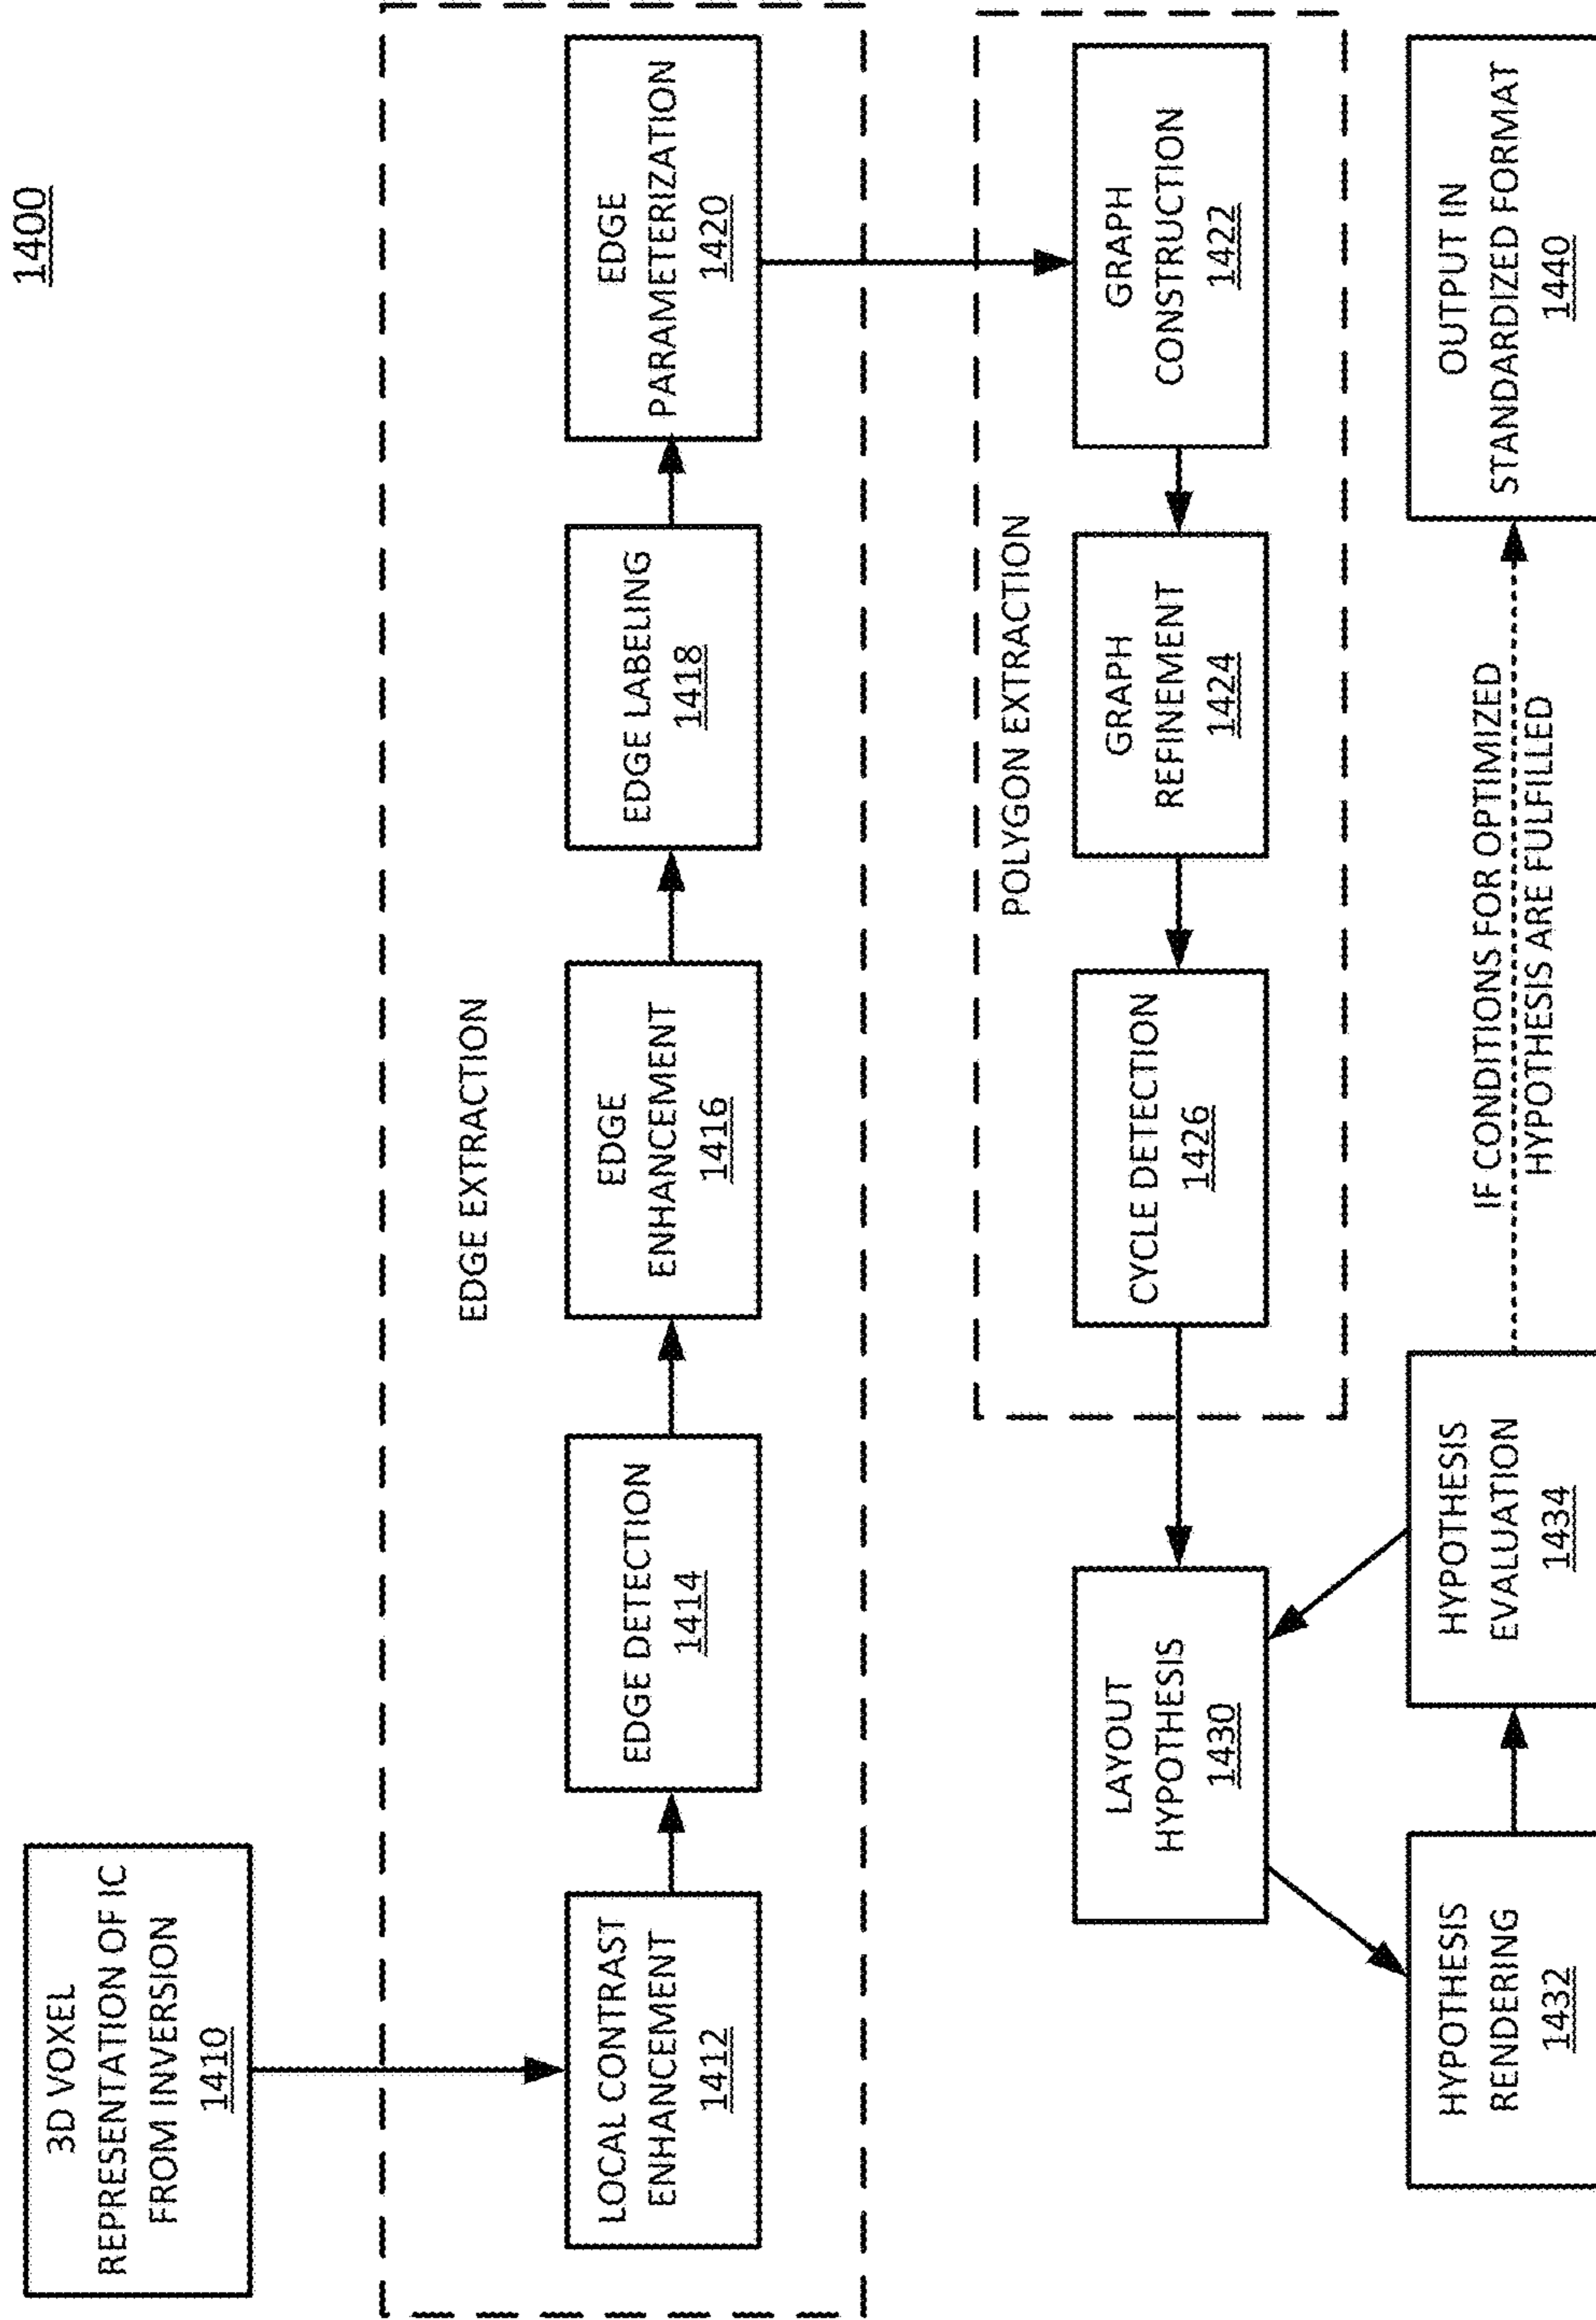 1400
3D VOXEL
REPRESENTATION OF IC
FROM INVERSION
1410
EDGE EXTRACTION
LOCAL CONTRAST
ENHANCEMENT
1412
EDGE DETECTION
1414
EDGE
ENHANCEMENT
1416
EDGE LABELING
1418
EDGE
PARAMETERIZATION
1420
POLYGON EXTRACTION
GRAPH
CONSTRUCTION
1422
GRAPH
REFINEMENT
1424
CYCLE DETECTION
1426
LAYOUT
HYPOTHESIS
1430
HYPOTHESIS
RENDERING
1432
HYPOTHESIS
EVALUATION
1434
IF CONDITIONS FOR OPTIMIZED
HYPOTHESIS ARE FULFILLED
OUTPUT IN
STANDARDIZED FORMAT
1440